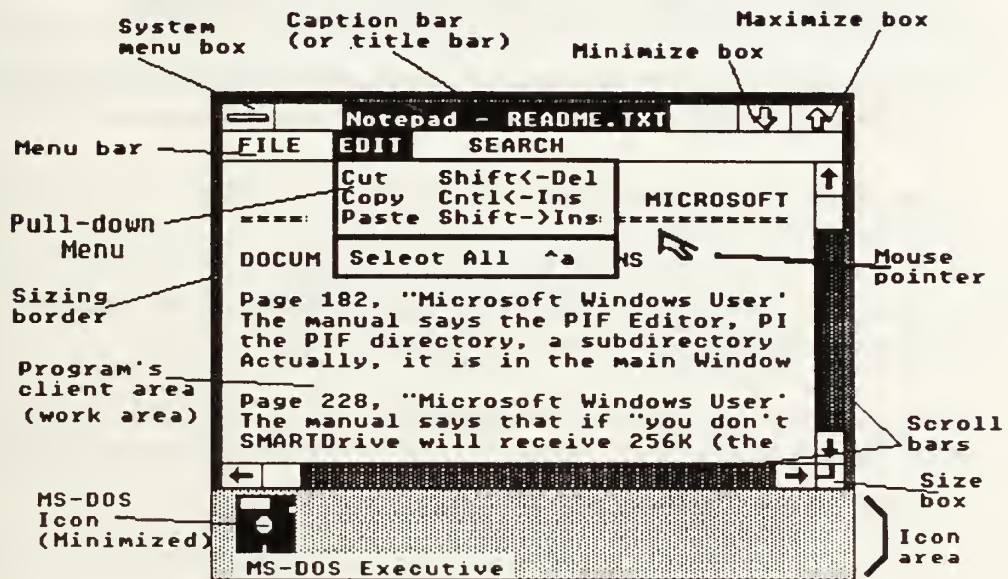 System
menu box
Caption bar
(or title bar)
Minimize box
Maximize box
Notepad - README.TXT
Menu bar
FILE EDIT SEARCH
Pull-down
Menu
Cut Shift<-Del
Copy Cntl<-Ins
Paste Shift->Ins
Seleot All ^a
MICROSOFT
==== ============
DOCUM NS
Mouse
pointer
Sizing
border
Page 182, "Microsoft Windows User'
The manual says the PIF Editor, PI
the PIF directory, a subdirectory
Actually, it is in the main Window
Program's
client area
(work area)
Page 228, "Microsoft Windows User'
The manual says that if "you don't
SMARTDrive will receive 256K (the
Scroll
bars
Size
box
MS-DOS
Icon
(Minimized)
Icon
area
MS-DOS Executive